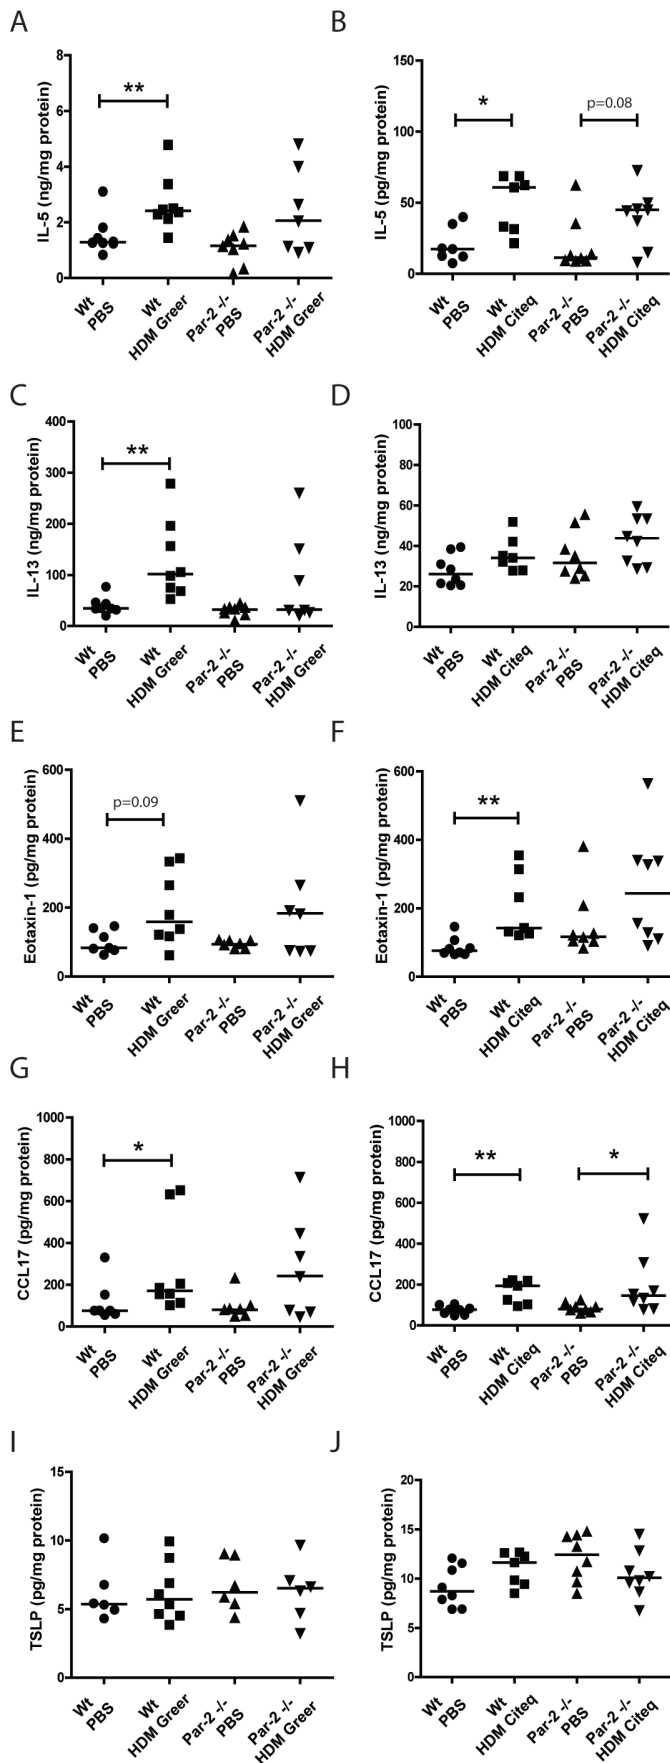 A
IL-5 (ng/mg protein)
8
6
4
2
0
**
Wt
PBS
Wt
HDM Greer
Par-2 -/-
PBS
Par-2 -/-
HDM Greer
B
IL-5 (pg/mg protein)
150
100
50
0
*
p=0.08
Wt
PBS
Wt
HDM Citeq
Par-2 -/-
PBS
Par-2 -/-
HDM Citeq
C
IL-13 (ng/mg protein)
400
300
200
100
0
**
Wt
PBS
Wt
HDM Greer
Par-2 -/-
PBS
Par-2 -/-
HDM Greer
D
IL-13 (ng/mg protein)
100
80
60
40
20
0
Wt
PBS
Wt
HDM Citeq
Par-2 -/-
PBS
Par-2 -/-
HDM Citeq
E
Eotaxin-1 (pg/mg protein)
600
400
200
0
p=0.09
Wt
PBS
Wt
HDM Greer
Par-2 -/-
PBS
Par-2 -/-
HDM Greer
F
Eotaxin-1 (pg/mg protein)
600
400
200
0
**
Wt
PBS
Wt
HDM Citeq
Par-2 -/-
PBS
Par-2 -/-
HDM Citeq
G
CCL17 (pg/mg protein)
1000
800
600
400
200
0
*
Wt
PBS
Wt
HDM Greer
Par-2 -/-
PBS
Par-2 -/-
HDM Greer
H
CCL17 (pg/mg protein)
1000
800
600
400
200
0
**
*
Wt
PBS
Wt
HDM Citeq
Par-2 -/-
PBS
Par-2 -/-
HDM Citeq
I
TSLP (pg/mg protein)
15
10
5
0
Wt
PBS
Wt
HDM Greer
Par-2 -/-
PBS
Par-2 -/-
HDM Greer
J
TSLP (pg/mg protein)
20
15
10
5
0
Wt
PBS
Wt
HDM Citeq
Par-2 -/-
PBS
Par-2 -/-
HDM Citeq